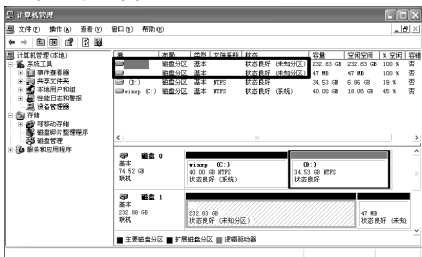 计算机管理
文件(F) 操作(A) 查看(V) 窗口(W) 帮助(H)
计算机管理(本地)
系统工具
事件查看器
共享文件夹
本地用户和组
性能日志和警报
设备管理器
存储
可移动存储
磁盘碎片整理程序
磁盘管理
服务和应用程序
卷 布局 类型 文件系统 状态 容量 空闲空间 % 空闲 容错
磁盘分区 基本 状态良好 (未知分区) 232.83 GB 232.83 GB 100 % 否
磁盘分区 基本 状态良好 (未知分区) 47 MB 47 MB 100 % 否
(D:) 磁盘分区 基本 NTFS 状态良好 34.53 GB 6.86 GB 19 % 否
winxp (C:) 磁盘分区 基本 NTFS 状态良好 (系统) 40.00 GB 18.06 GB 45 % 否
磁盘 0
基本
74.52 GB
联机
winxp (C:)
40.00 GB NTFS
状态良好 (系统)
(D:)
34.53 GB NTFS
状态良好
磁盘 1
基本
232.88 GB
联机
232.83 GB
状态良好 (未知分区)
47 MB
状态良好 (未知
主要磁盘分区 扩展磁盘分区 逻辑驱动器